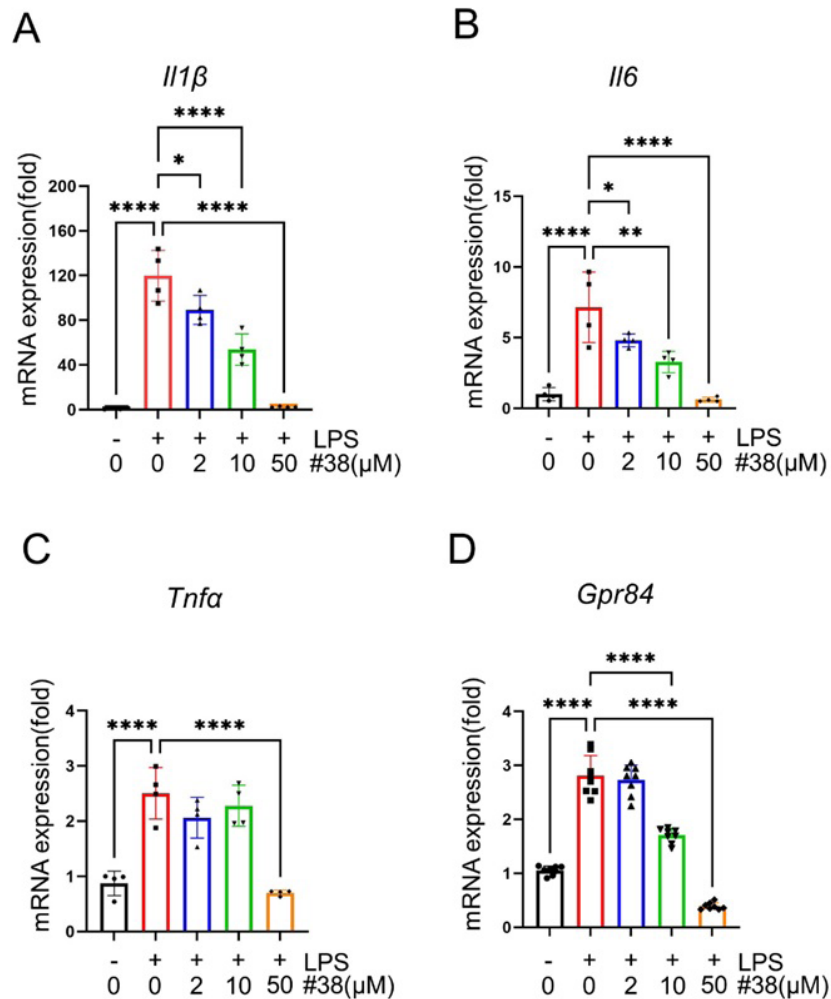 A
Il1β
****
*
**** ****
mRNA expression(fold)
200
160
120
80
40
0
- + + + + LPS
0 0 2 10 50 #38(μM)
B
Il6
****
*
**** **
mRNA expression(fold)
15
10
5
0
- + + + + LPS
0 0 2 10 50 #38(μM)
C
Tnfα
**** ****
mRNA expression(fold)
4
3
2
1
0
- + + + + LPS
0 0 2 10 50 #38(μM)
D
Gpr84
****
**** ****
mRNA expression(fold)
4
3
2
1
0
- + + + + LPS
0 0 2 10 50 #38(μM)